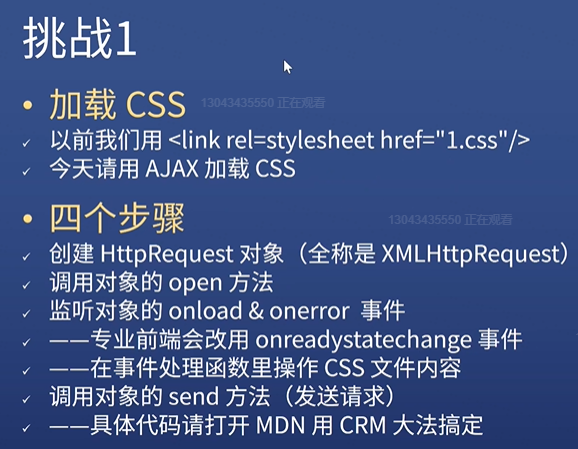 挑战1
• 加载 CSS
13043435550 正在观看
✓ 以前我们用 <link rel=stylesheet href="1.css"/>
✓ 今天请用 AJAX 加载 CSS
• 四个步骤
13043435550 正在观看
✓ 创建 HttpRequest 对象（全称是 XMLHttpRequest）
✓ 调用对象的 open 方法
✓ 监听对象的 onload & onerror 事件
✓ ——专业前端会改用 onreadystatechange 事件
✓ ——在事件处理函数里操作 CSS 文件内容
✓ 调用对象的 send 方法（发送请求）
✓ ——具体代码请打开 MDN 用 CRM 大法搞定